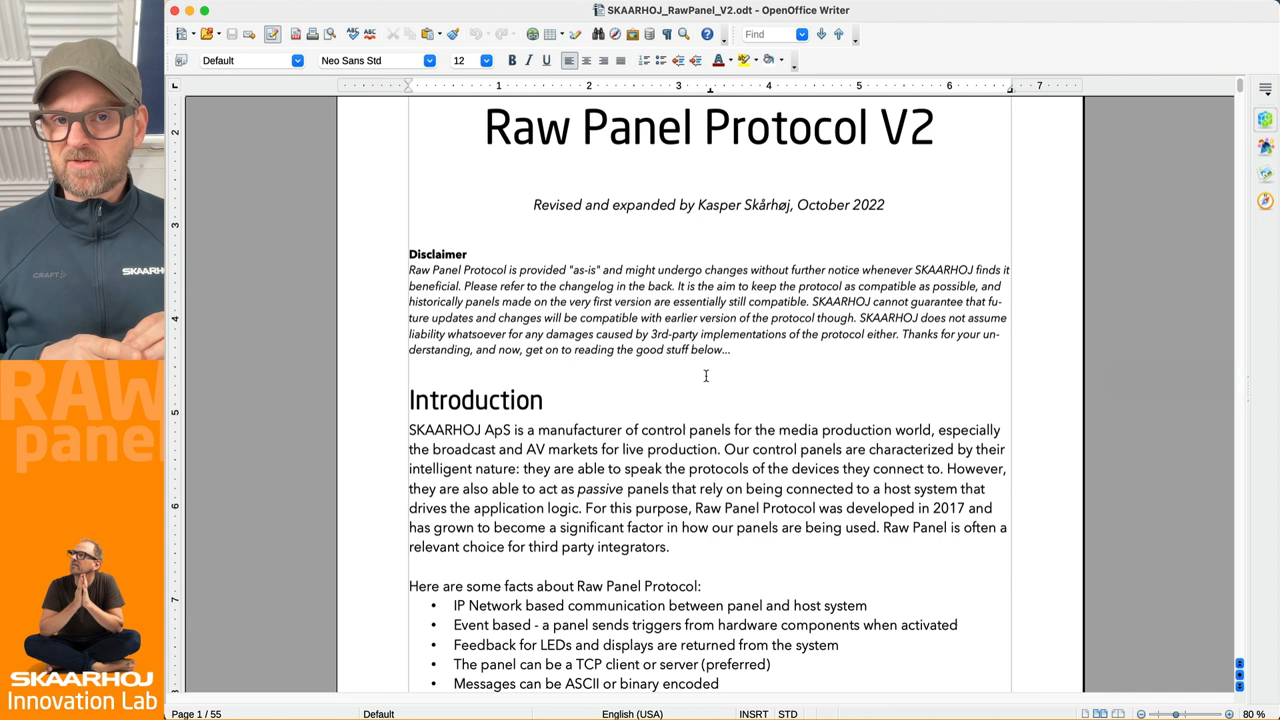 SKAARHOJ_RawPanel_V2.odt - OpenOffice Writer
Find
Default
Neo Sans Std
12
B I U
1 2 3 4 5 6 7
Raw Panel Protocol V2
Revised and expanded by Kasper Skårhøj, October 2022
Disclaimer
Raw Panel Protocol is provided "as-is" and might undergo changes without further notice whenever SKAARHOJ finds it
beneficial. Please refer to the changelog in the back. It is the aim to keep the protocol as compatible as possible, and
historically panels made on the very first version are essentially still compatible. SKAARHOJ cannot guarantee that fu-
ture updates and changes will be compatible with earlier version of the protocol though. SKAARHOJ does not assume
liability whatsoever for any damages caused by 3rd-party implementations of the protocol either. Thanks for your un-
derstanding, and now, get on to reading the good stuff below...
Introduction
SKAARHOJ ApS is a manufacturer of control panels for the media production world, especially
the broadcast and AV markets for live production. Our control panels are characterized by their
intelligent nature: they are able to speak the protocols of the devices they connect to. However,
they are also able to act as passive panels that rely on being connected to a host system that
drives the application logic. For this purpose, Raw Panel Protocol was developed in 2017 and
has grown to become a significant factor in how our panels are being used. Raw Panel is often a
relevant choice for third party integrators.
Here are some facts about Raw Panel Protocol:
• IP Network based communication between panel and host system
• Event based - a panel sends triggers from hardware components when activated
• Feedback for LEDs and displays are returned from the system
• The panel can be a TCP client or server (preferred)
• Messages can be ASCII or binary encoded
Page 1 / 55
Default
English (USA)
INSRT
STD
80 %
CRAFT
SKAARH
RAW
panel
SKAARHOJ
Innovation Lab